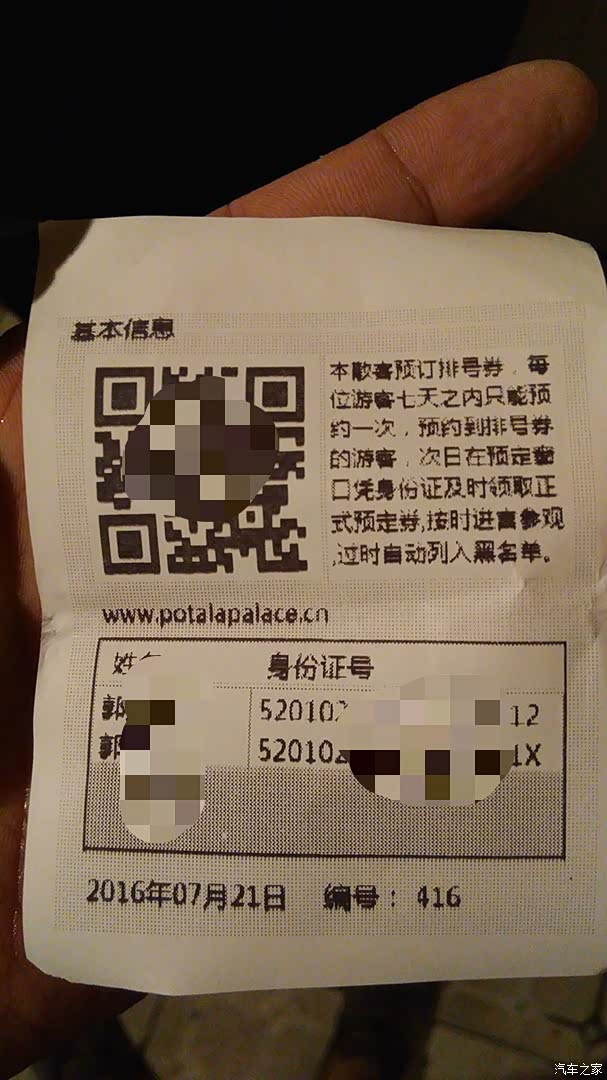 基本信息
本散客预订排号券，每
位游客七天之内只能预
约一次，预约到排号券
的游客，次日在预定窗
口凭身份证及时领取正
式预定券,按时进宫参观
,过时自动列入黑名单。
www.potalapalace.cn
姓 身份证号
郭 520102 12
郭 520102 1X
2016年07月21日 编号：416
汽车之家